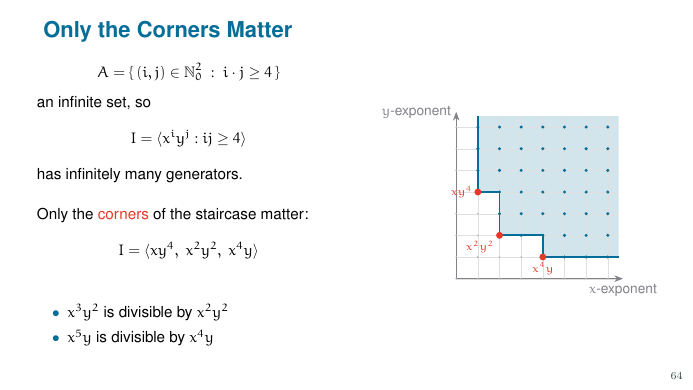 Only the Corners Matter
A = { (i, j) ∈ ℕ₀² : i · j ≥ 4 }
an infinite set, so
I = ⟨xⁱyʲ : ij ≥ 4⟩
has infinitely many generators.
Only the corners of the staircase matter:
I = ⟨xy⁴, x²y², x⁴y⟩
• x³y² is divisible by x²y²
• x⁵y is divisible by x⁴y
y-exponent
xy⁴
x²y²
x⁴y
x-exponent
64